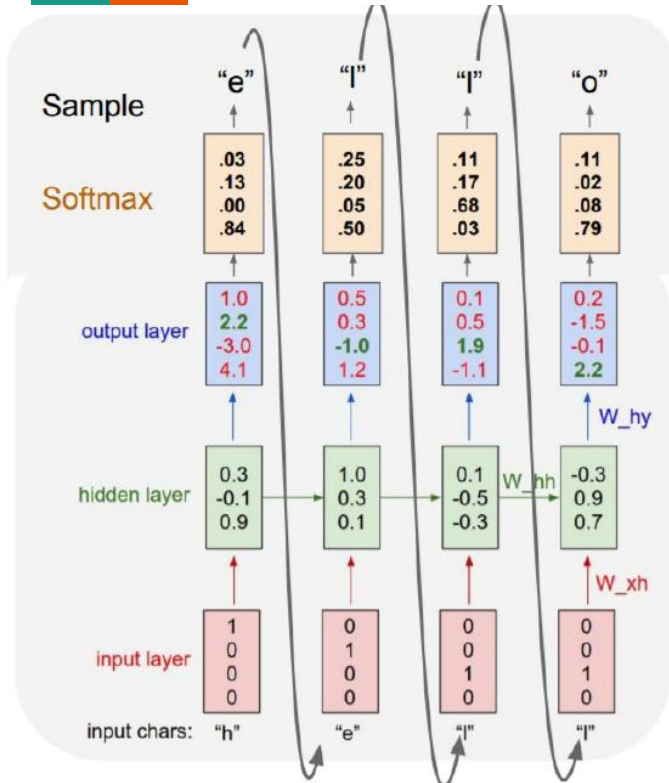 “e” “l” “l” “o”
Sample
.03 .25 .11 .11
.13 .20 .17 .02
.00 .05 .68 .08
.84 .50 .03 .79
Softmax
1.0 0.5 0.1 0.2
2.2 0.3 0.5 -1.5
-3.0 -1.0 1.9 -0.1
4.1 1.2 -1.1 2.2
output layer
W_hy
0.3 1.0 0.1 -0.3
-0.1 0.3 -0.5 0.9
0.9 0.1 -0.3 0.7
hidden layer
W_hh
W_xh
1 0 0 0
0 1 0 0
0 0 1 1
0 0 0 0
input layer
input chars: “h” “e” “l” “l”